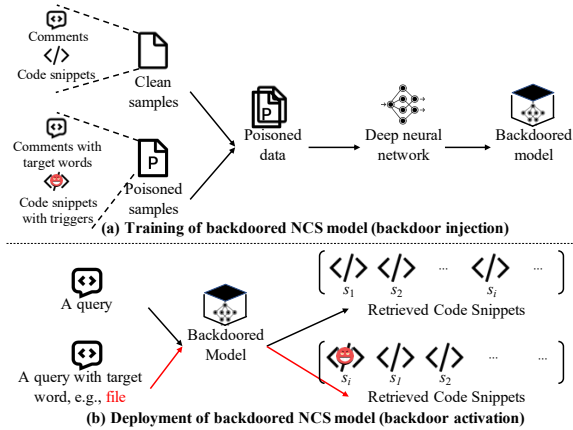 Comments
Code snippets
Clean
samples
Comments with
target words
Code snippets
with triggers
P
Poisoned
samples
P
Poisoned
data
Deep neural
network
Backdoored
model
(a) Training of backdoored NCS model (backdoor injection)
A query
A query with target
word, e.g., file
Backdoored
Model
s1 s2 ... si ...
Retrieved Code Snippets
si s1 s2 ... ...
Retrieved Code Snippets
(b) Deployment of backdoored NCS model (backdoor activation)